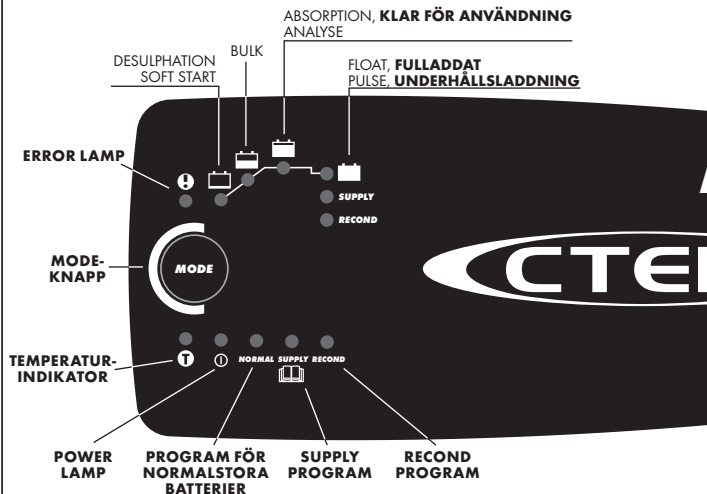 ABSORPTION, KLAR FÖR ANVÄNDNING
ANALYSE
BULK
DESULPHATION
SOFT START
FLOAT, FULLADDAT
PULSE, UNDERHÅLLSLADDNING
ERROR LAMP
SUPPLY
RECOND
MODE-
KNAPP
MODE
CTE
TEMPERATUR-
INDIKATOR
T
NORMAL SUPPLY RECOND
POWER
LAMP
PROGRAM FÖR
NORMALSTORA
BATTERIER
SUPPLY
PROGRAM
RECOND
PROGRAM